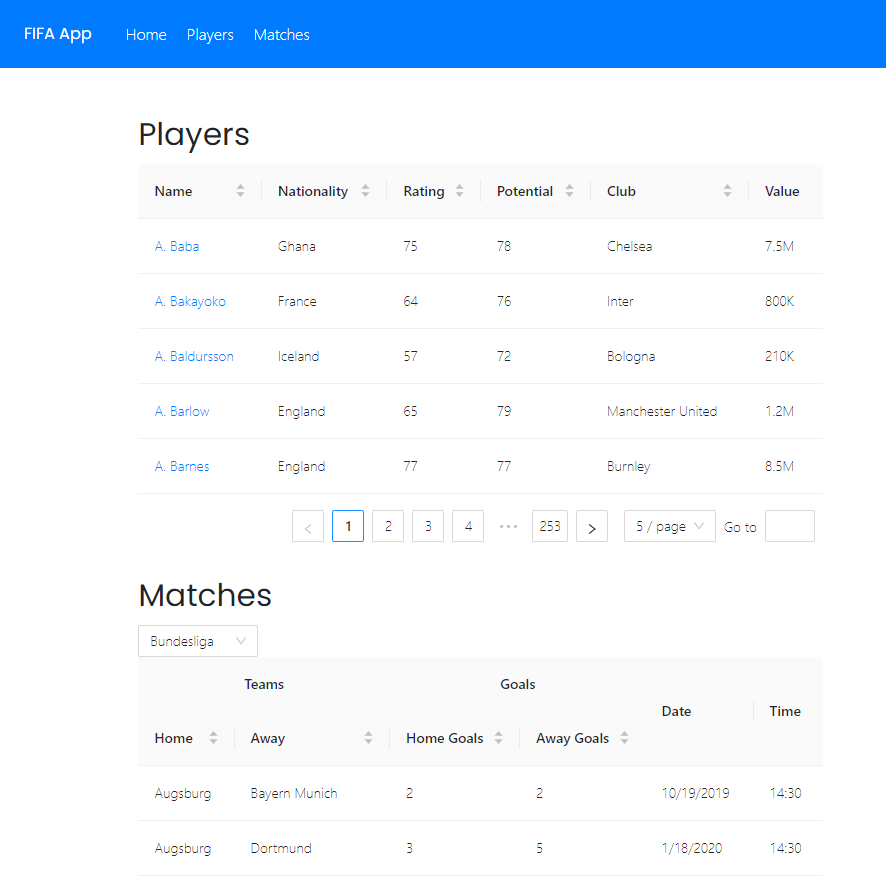 FIFA App Home Players Matches
Players
Name Nationality Rating Potential Club Value
A. Baba Ghana 75 78 Chelsea 7.5M
A. Bakayoko France 64 76 Inter 800K
A. Baldursson Iceland 57 72 Bologna 210K
A. Barlow England 65 79 Manchester United 1.2M
A. Barnes England 77 77 Burnley 8.5M
< 1 2 3 4 ••• 253 > 5 / page Go to
Matches
Bundesliga
Teams Goals
Date Time
Home Away Home Goals Away Goals
Augsburg Bayern Munich 2 2 10/19/2019 14:30
Augsburg Dortmund 3 5 1/18/2020 14:30